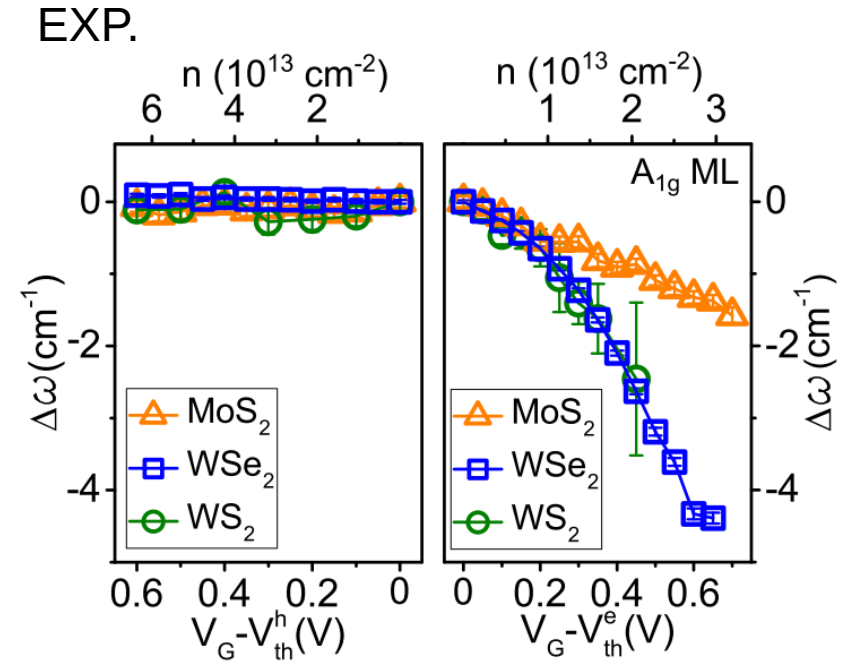 EXP.
n (10¹³ cm⁻²)
6 4 2
n (10¹³ cm⁻²)
1 2 3
A₁g ML
0
-2
-4
Δω(cm⁻¹)
MoS₂
WSe₂
WS₂
0.6 0.4 0.2 0
V_G-V_th^h(V)
MoS₂
WSe₂
WS₂
0 0.2 0.4 0.6
V_G-V_th^e(V)
0
-2
-4
Δω(cm⁻¹)